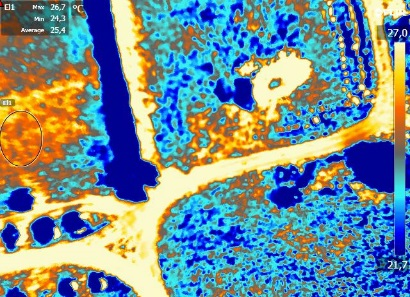 El1 Max 26,7 °C
Min 24,3
Average 25,4
27,0
El1
21,7